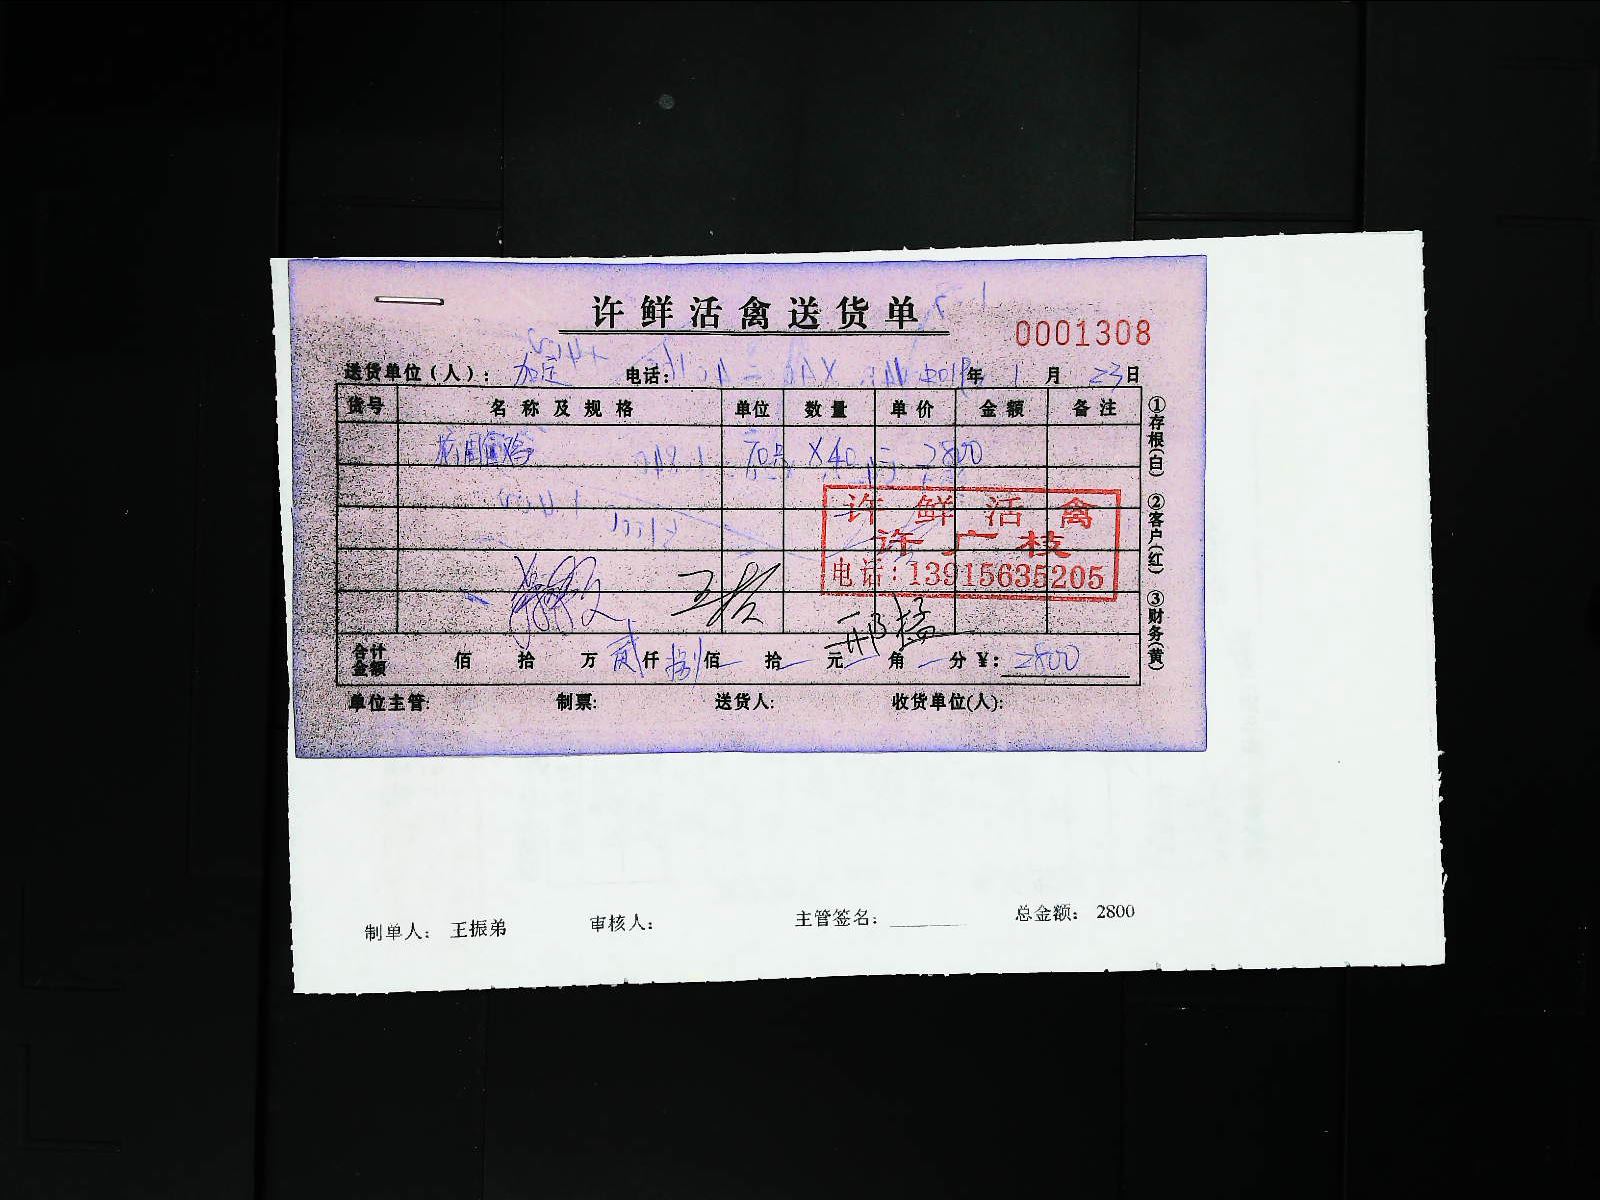 许鲜活禽送货单
0001308
送货单位(人): 电话: 年 1 月 23日
货号 名称及规格 单位 数量 单价 金额 备注
X40 2800
许鲜活禽
许广枝
电话:13915635205
合计金额 佰 拾 万 贰仟 捌佰 拾 元 角 分 ¥: 2800
单位主管: 制票: 送货人: 收货单位(人):
①存根(白) ②客户(红) ③财务(黄)
制单人: 王振弟 审核人: 主管签名: 总金额: 2800